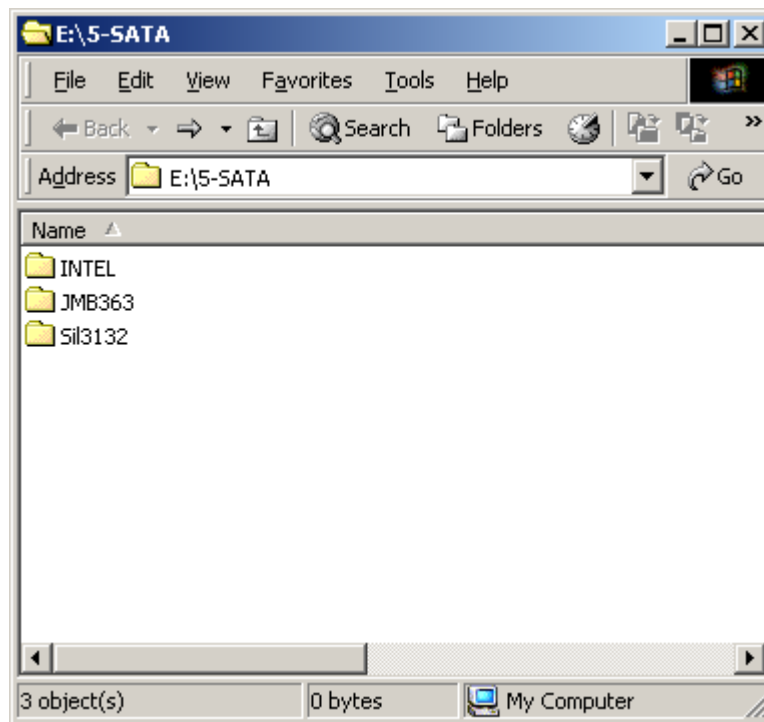 E:\5-SATA
File Edit View Favorites Tools Help
Back Search Folders »
Address E:\5-SATA Go
Name
INTEL
JMB363
Sil3132
3 object(s) 0 bytes My Computer